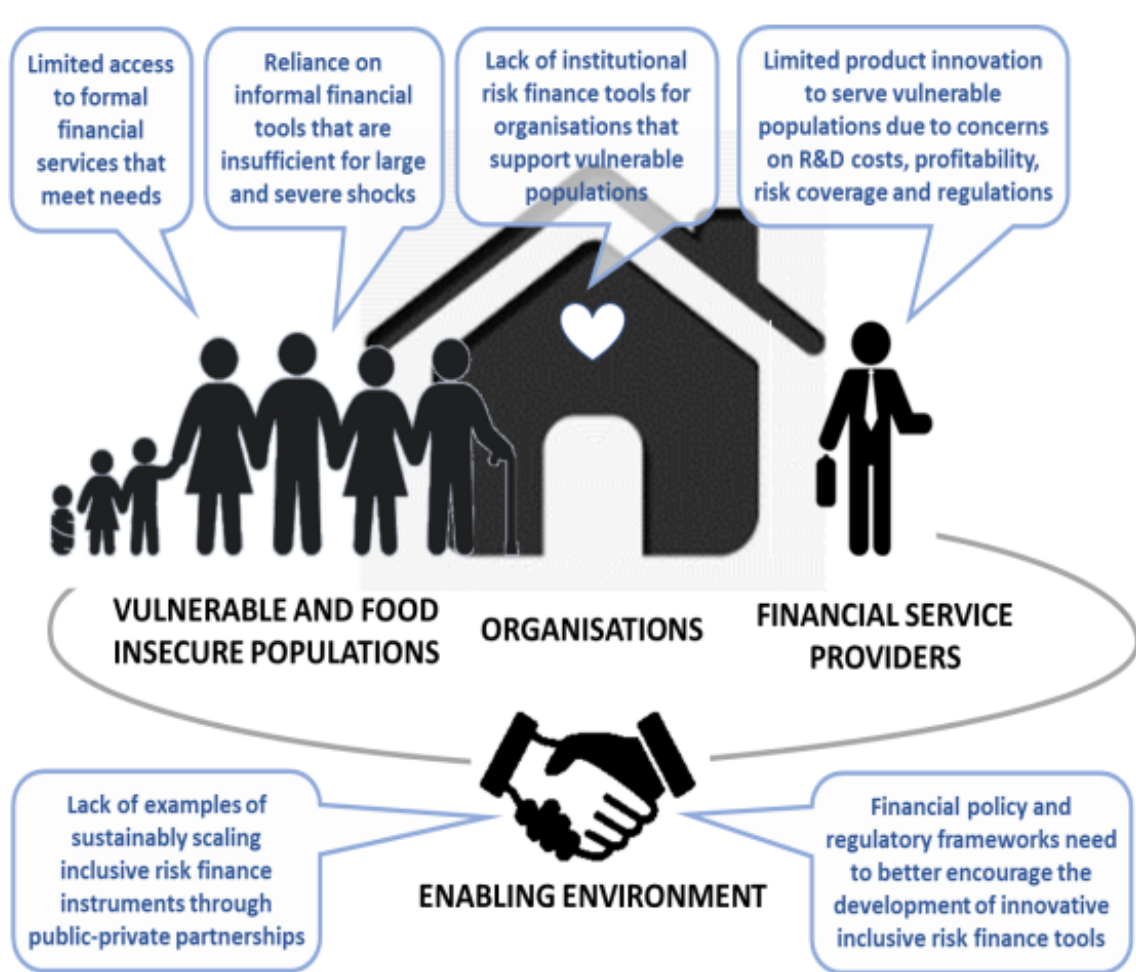 Limited access
to formal
financial
services that
meet needs
Reliance on
informal financial
tools that are
insufficient for large
and severe shocks
Lack of institutional
risk finance tools for
organisations that
support vulnerable
populations
Limited product innovation
to serve vulnerable
populations due to concerns
on R&D costs, profitability,
risk coverage and regulations
VULNERABLE AND FOOD
INSECURE POPULATIONS
ORGANISATIONS
FINANCIAL SERVICE
PROVIDERS
Lack of examples of
sustainably scaling
inclusive risk finance
instruments through
public-private partnerships
ENABLING ENVIRONMENT
Financial policy and
regulatory frameworks need
to better encourage the
development of innovative
inclusive risk finance tools